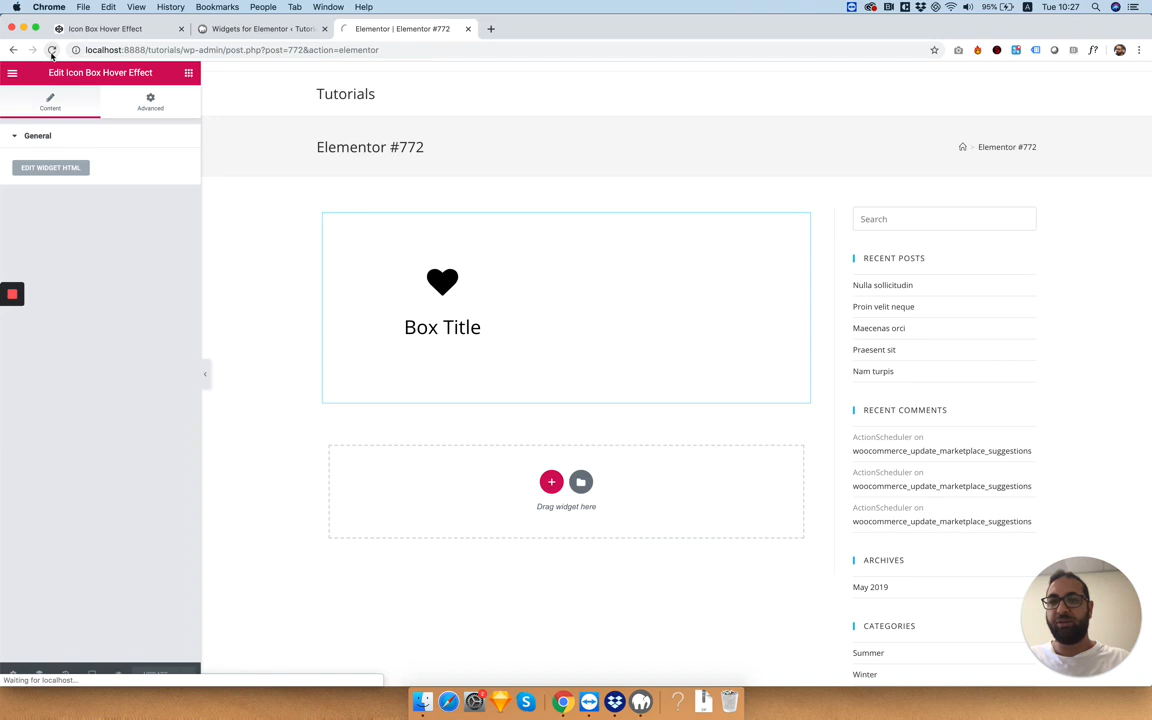 Chrome File Edit View History Bookmarks People Tab Window Help
95% Tue 10:27
Icon Box Hover Effect
Widgets for Elementor ‹ Tutori
Elementor | Elementor #772
localhost:8888/tutorials/wp-admin/post.php?post=772&action=elementor
f?
Edit Icon Box Hover Effect
Content
Advanced
General
EDIT WIDGET HTML
Tutorials
Elementor #772
> Elementor #772
Box Title
Drag widget here
Search
RECENT POSTS
Nulla sollicitudin
Proin velit neque
Maecenas orci
Praesent sit
Nam turpis
RECENT COMMENTS
ActionScheduler on
woocommerce_update_marketplace_suggestions
ActionScheduler on
woocommerce_update_marketplace_suggestions
ActionScheduler on
woocommerce_update_marketplace_suggestions
ARCHIVES
May 2019
CATEGORIES
Summer
Winter
Waiting for localhost...